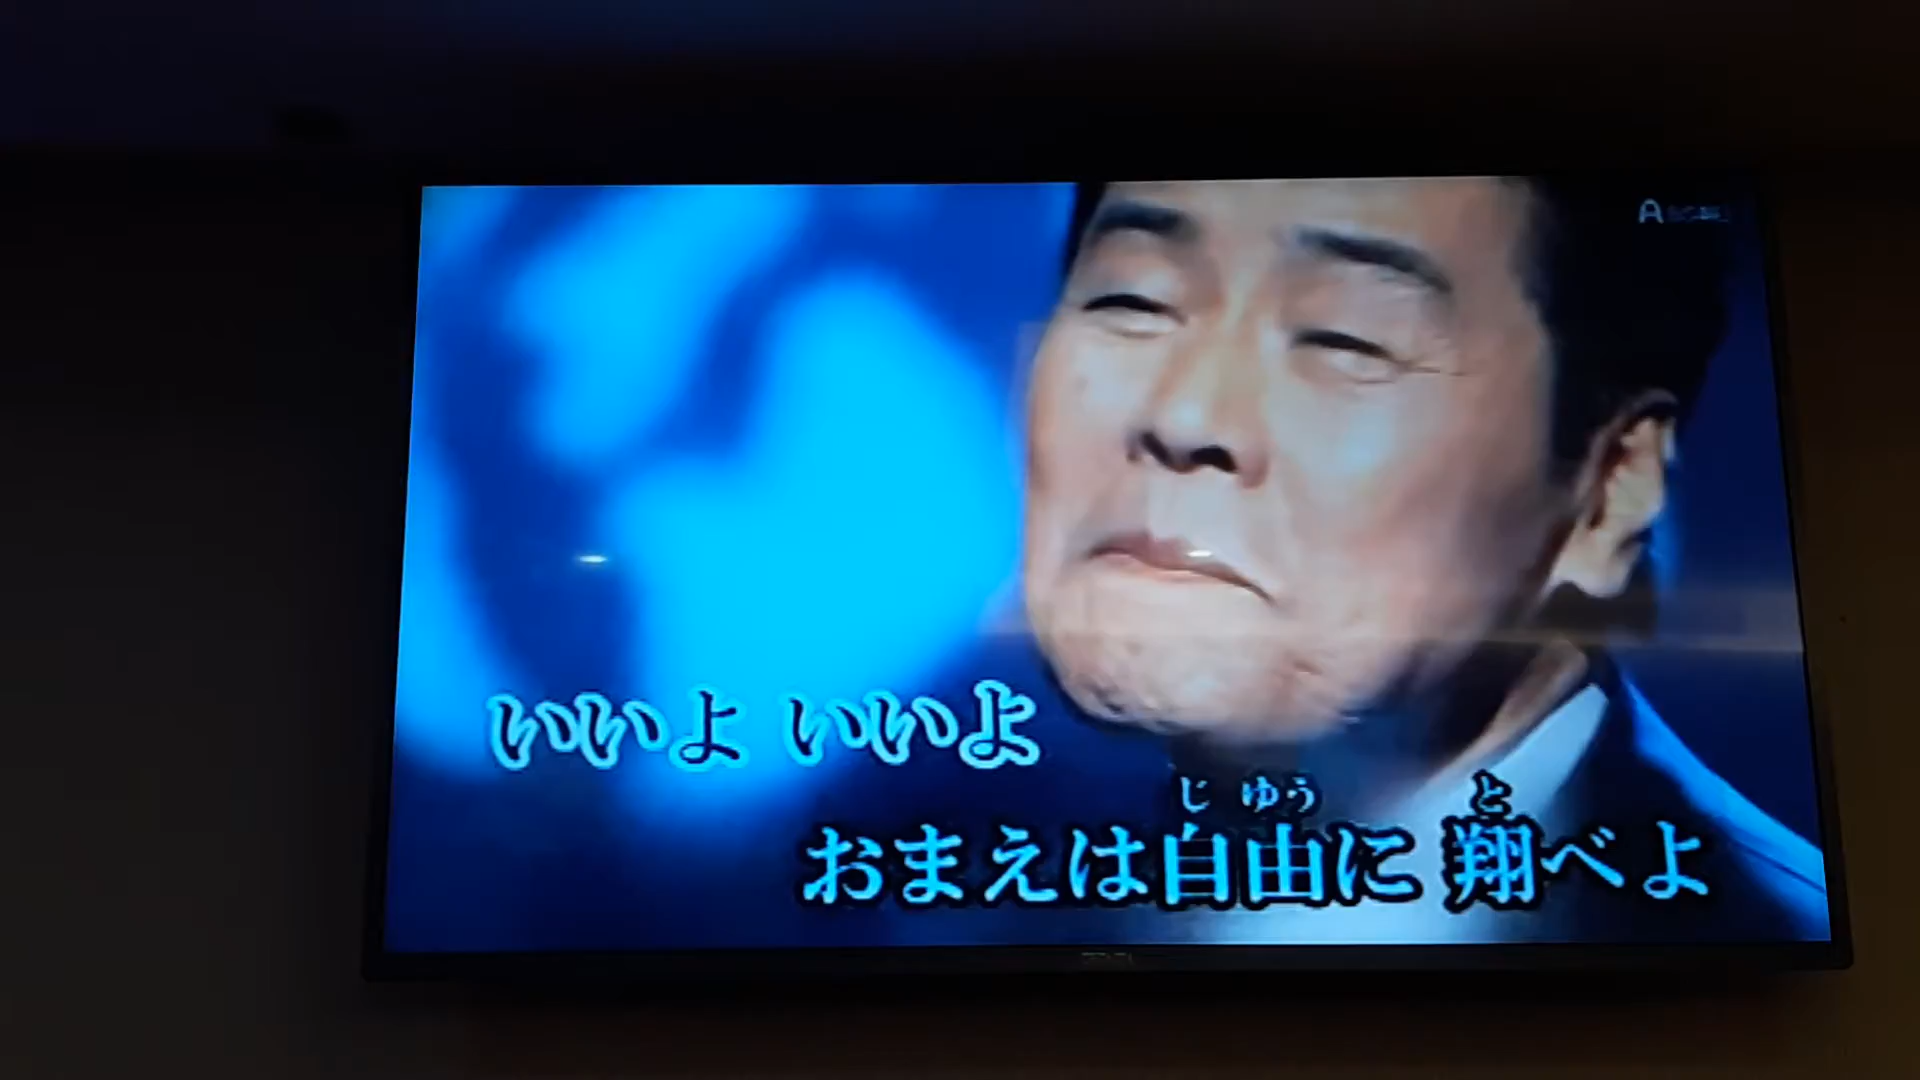 いいよ いいよ
じ ゆう と
おまえは自由に 翔べよ